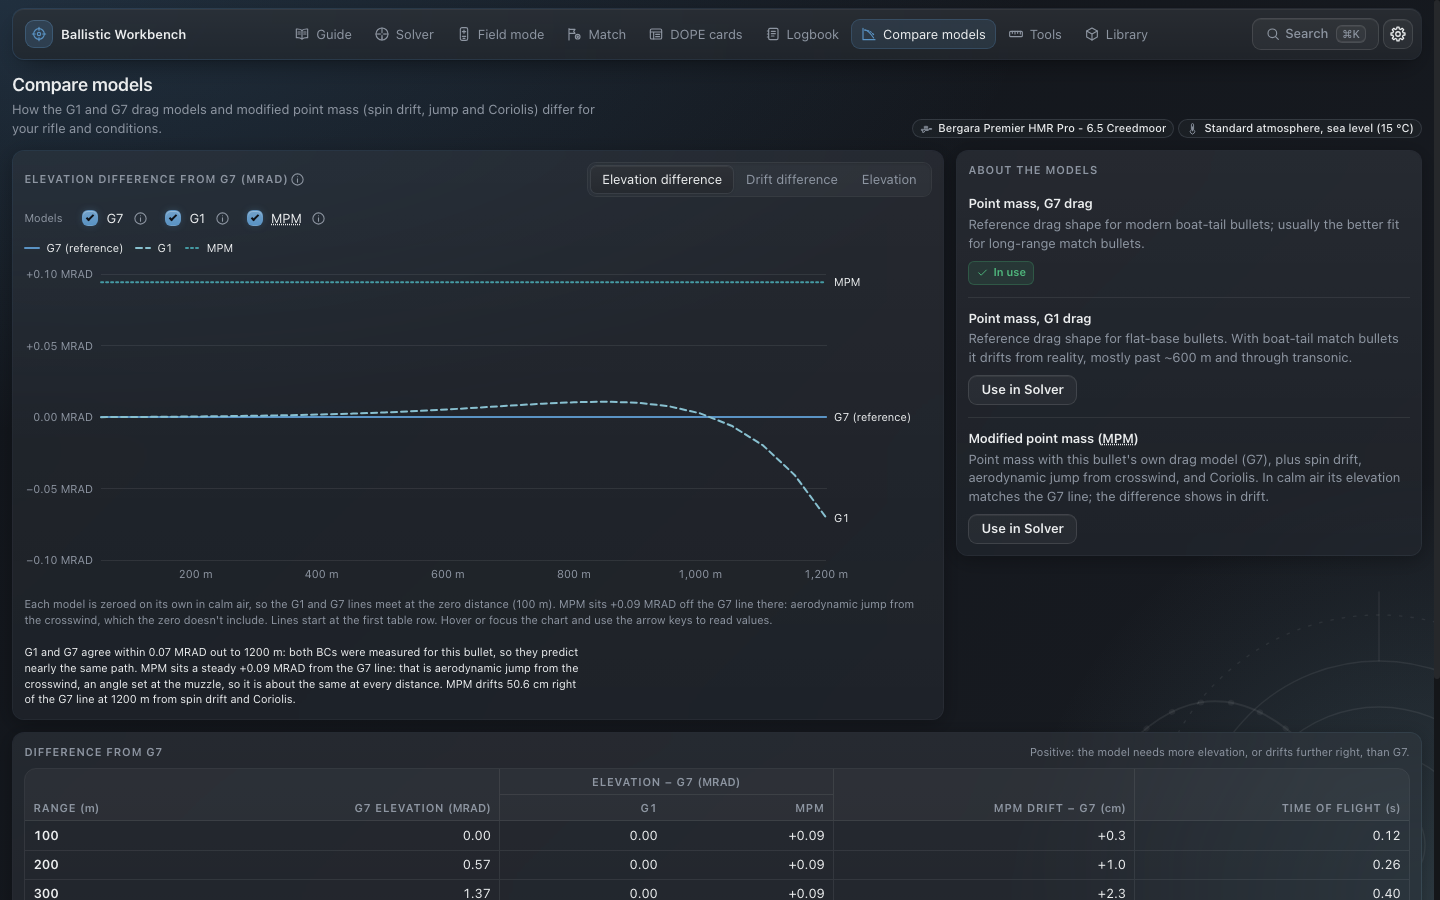 Ballistic Workbench
Guide
Solver
Field mode
Match
DOPE cards
Logbook
Compare models
Tools
Library
Search ⌘K
Compare models
How the G1 and G7 drag models and modified point mass (spin drift, jump and Coriolis) differ for
your rifle and conditions.
Bergara Premier HMR Pro - 6.5 Creedmoor
Standard atmosphere, sea level (15 °C)
ELEVATION DIFFERENCE FROM G7 (MRAD)
Elevation difference
Drift difference
Elevation
Models
G7
G1
MPM
G7 (reference)
G1
MPM
+0.10 MRAD
MPM
+0.05 MRAD
0.00 MRAD
G7 (reference)
−0.05 MRAD
G1
−0.10 MRAD
200 m
400 m
600 m
800 m
1,000 m
1,200 m
Each model is zeroed on its own in calm air, so the G1 and G7 lines meet at the zero distance (100 m). MPM sits +0.09 MRAD off the G7 line there: aerodynamic jump from
the crosswind, which the zero doesn't include. Lines start at the first table row. Hover or focus the chart and use the arrow keys to read values.
G1 and G7 agree within 0.07 MRAD out to 1200 m: both BCs were measured for this bullet, so they predict
nearly the same path. MPM sits a steady +0.09 MRAD from the G7 line: that is aerodynamic jump from the
crosswind, an angle set at the muzzle, so it is about the same at every distance. MPM drifts 50.6 cm right
of the G7 line at 1200 m from spin drift and Coriolis.
ABOUT THE MODELS
Point mass, G7 drag
Reference drag shape for modern boat-tail bullets; usually the better fit
for long-range match bullets.
In use
Point mass, G1 drag
Reference drag shape for flat-base bullets. With boat-tail match bullets
it drifts from reality, mostly past ~600 m and through transonic.
Use in Solver
Modified point mass (MPM)
Point mass with this bullet's own drag model (G7), plus spin drift,
aerodynamic jump from crosswind, and Coriolis. In calm air its elevation
matches the G7 line; the difference shows in drift.
Use in Solver
DIFFERENCE FROM G7
Positive: the model needs more elevation, or drifts further right, than G7.
ELEVATION − G7 (MRAD)
RANGE (m) G7 ELEVATION (MRAD) G1 MPM MPM DRIFT − G7 (cm) TIME OF FLIGHT (s)
100 0.00 0.00 +0.09 +0.3 0.12
200 0.57 0.00 +0.09 +1.0 0.26
300 1.37 0.00 +0.09 +2.3 0.40